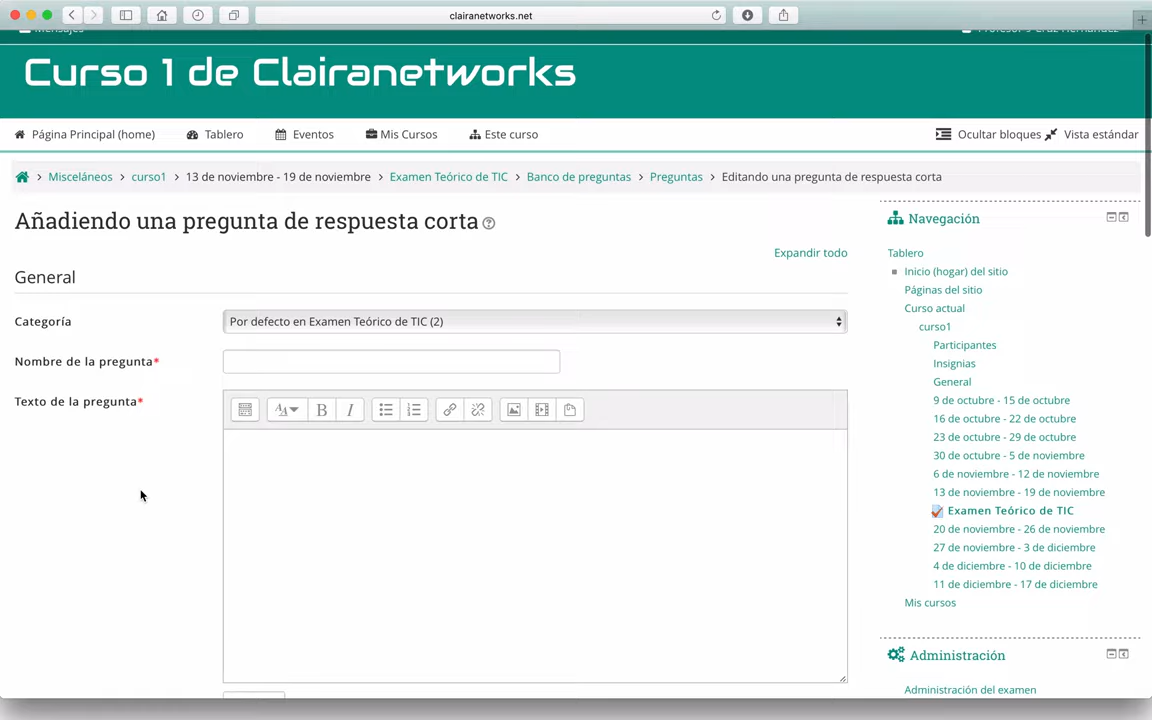 clairanetworks.net
Mensajes
Curso 1 de Clairanetworks
Página Principal (home) Tablero Eventos Mis Cursos Este curso Ocultar bloques Vista estándar
Misceláneos > curso1 > 13 de noviembre - 19 de noviembre > Examen Teórico de TIC > Banco de preguntas > Preguntas > Editando una pregunta de respuesta corta
Añadiendo una pregunta de respuesta corta
Expandir todo
General
Categoría
Por defecto en Examen Teórico de TIC (2)
Nombre de la pregunta*
Texto de la pregunta*
B I
Navegación
Tablero
Inicio (hogar) del sitio
Páginas del sitio
Curso actual
curso1
Participantes
Insignias
General
9 de octubre - 15 de octubre
16 de octubre - 22 de octubre
23 de octubre - 29 de octubre
30 de octubre - 5 de noviembre
6 de noviembre - 12 de noviembre
13 de noviembre - 19 de noviembre
Examen Teórico de TIC
20 de noviembre - 26 de noviembre
27 de noviembre - 3 de diciembre
4 de diciembre - 10 de diciembre
11 de diciembre - 17 de diciembre
Mis cursos
Administración
Administración del examen